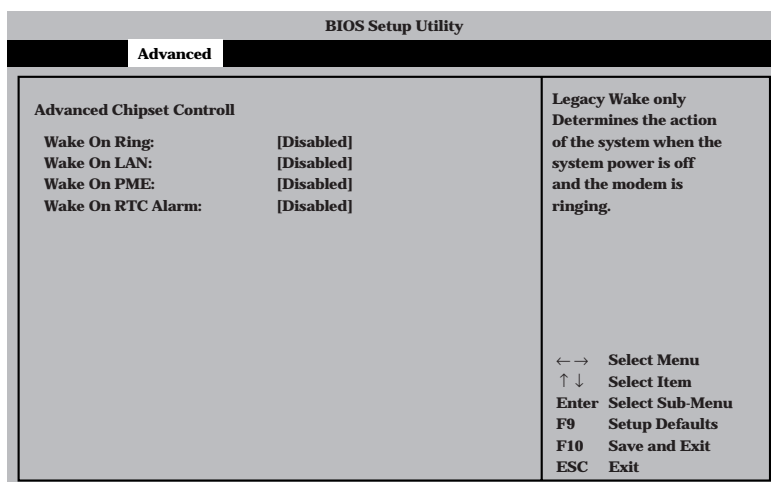 BIOS Setup Utility
Advanced
Advanced Chipset Controll
Wake On Ring: [Disabled]
Wake On LAN: [Disabled]
Wake On PME: [Disabled]
Wake On RTC Alarm: [Disabled]
Legacy Wake only
Determines the action
of the system when the
system power is off
and the modem is
ringing.
←→ Select Menu
↑↓ Select Item
Enter Select Sub-Menu
F9 Setup Defaults
F10 Save and Exit
ESC Exit